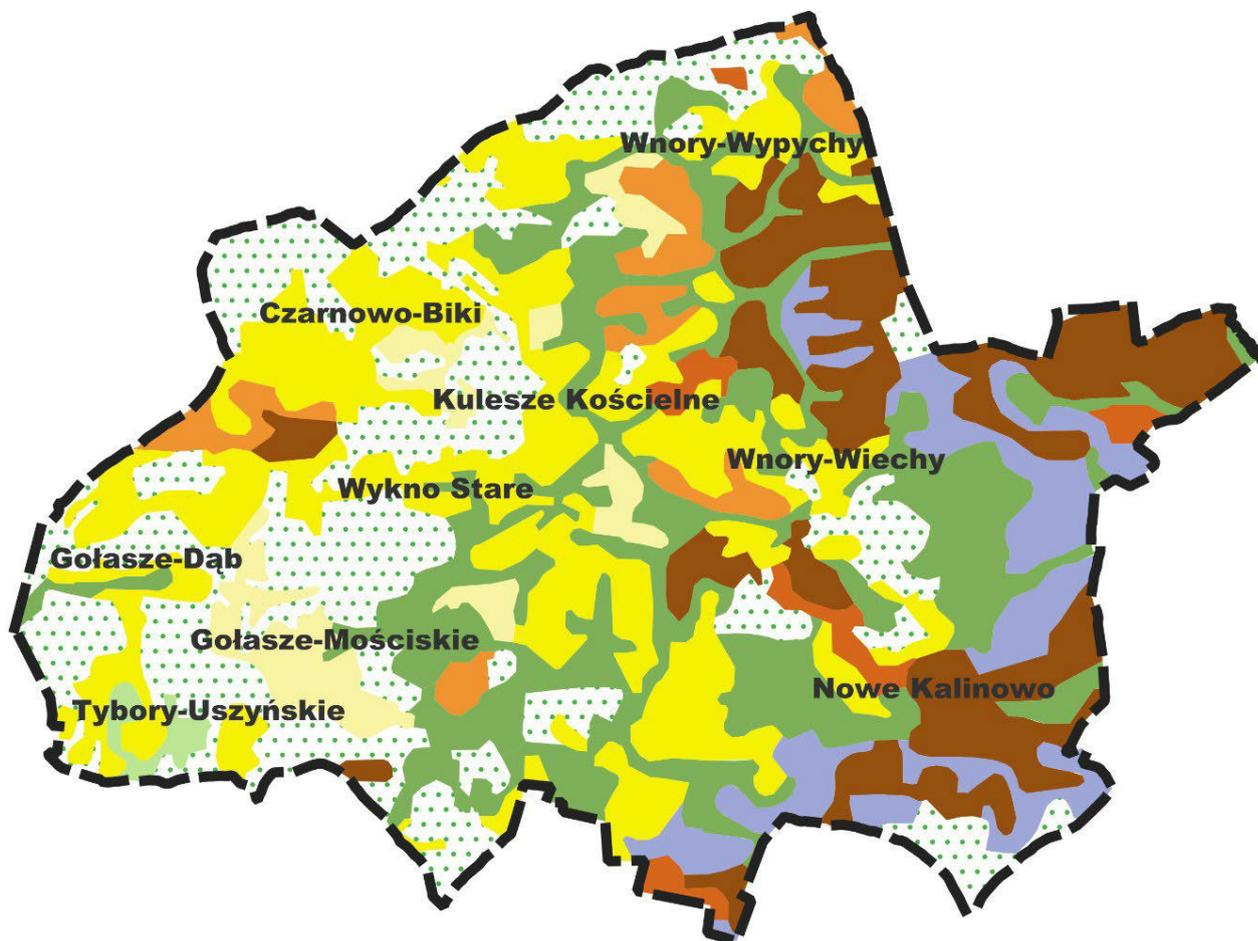 Wnory-Wypychy
Czarnowo-Biki
Kulesze Kościelne
Wnory-Wiechy
Wykno Stare
Gołasze-Dąb
Gołasze-Mościskie
Nowe Kalinowo
Tybory-Uszyńskie